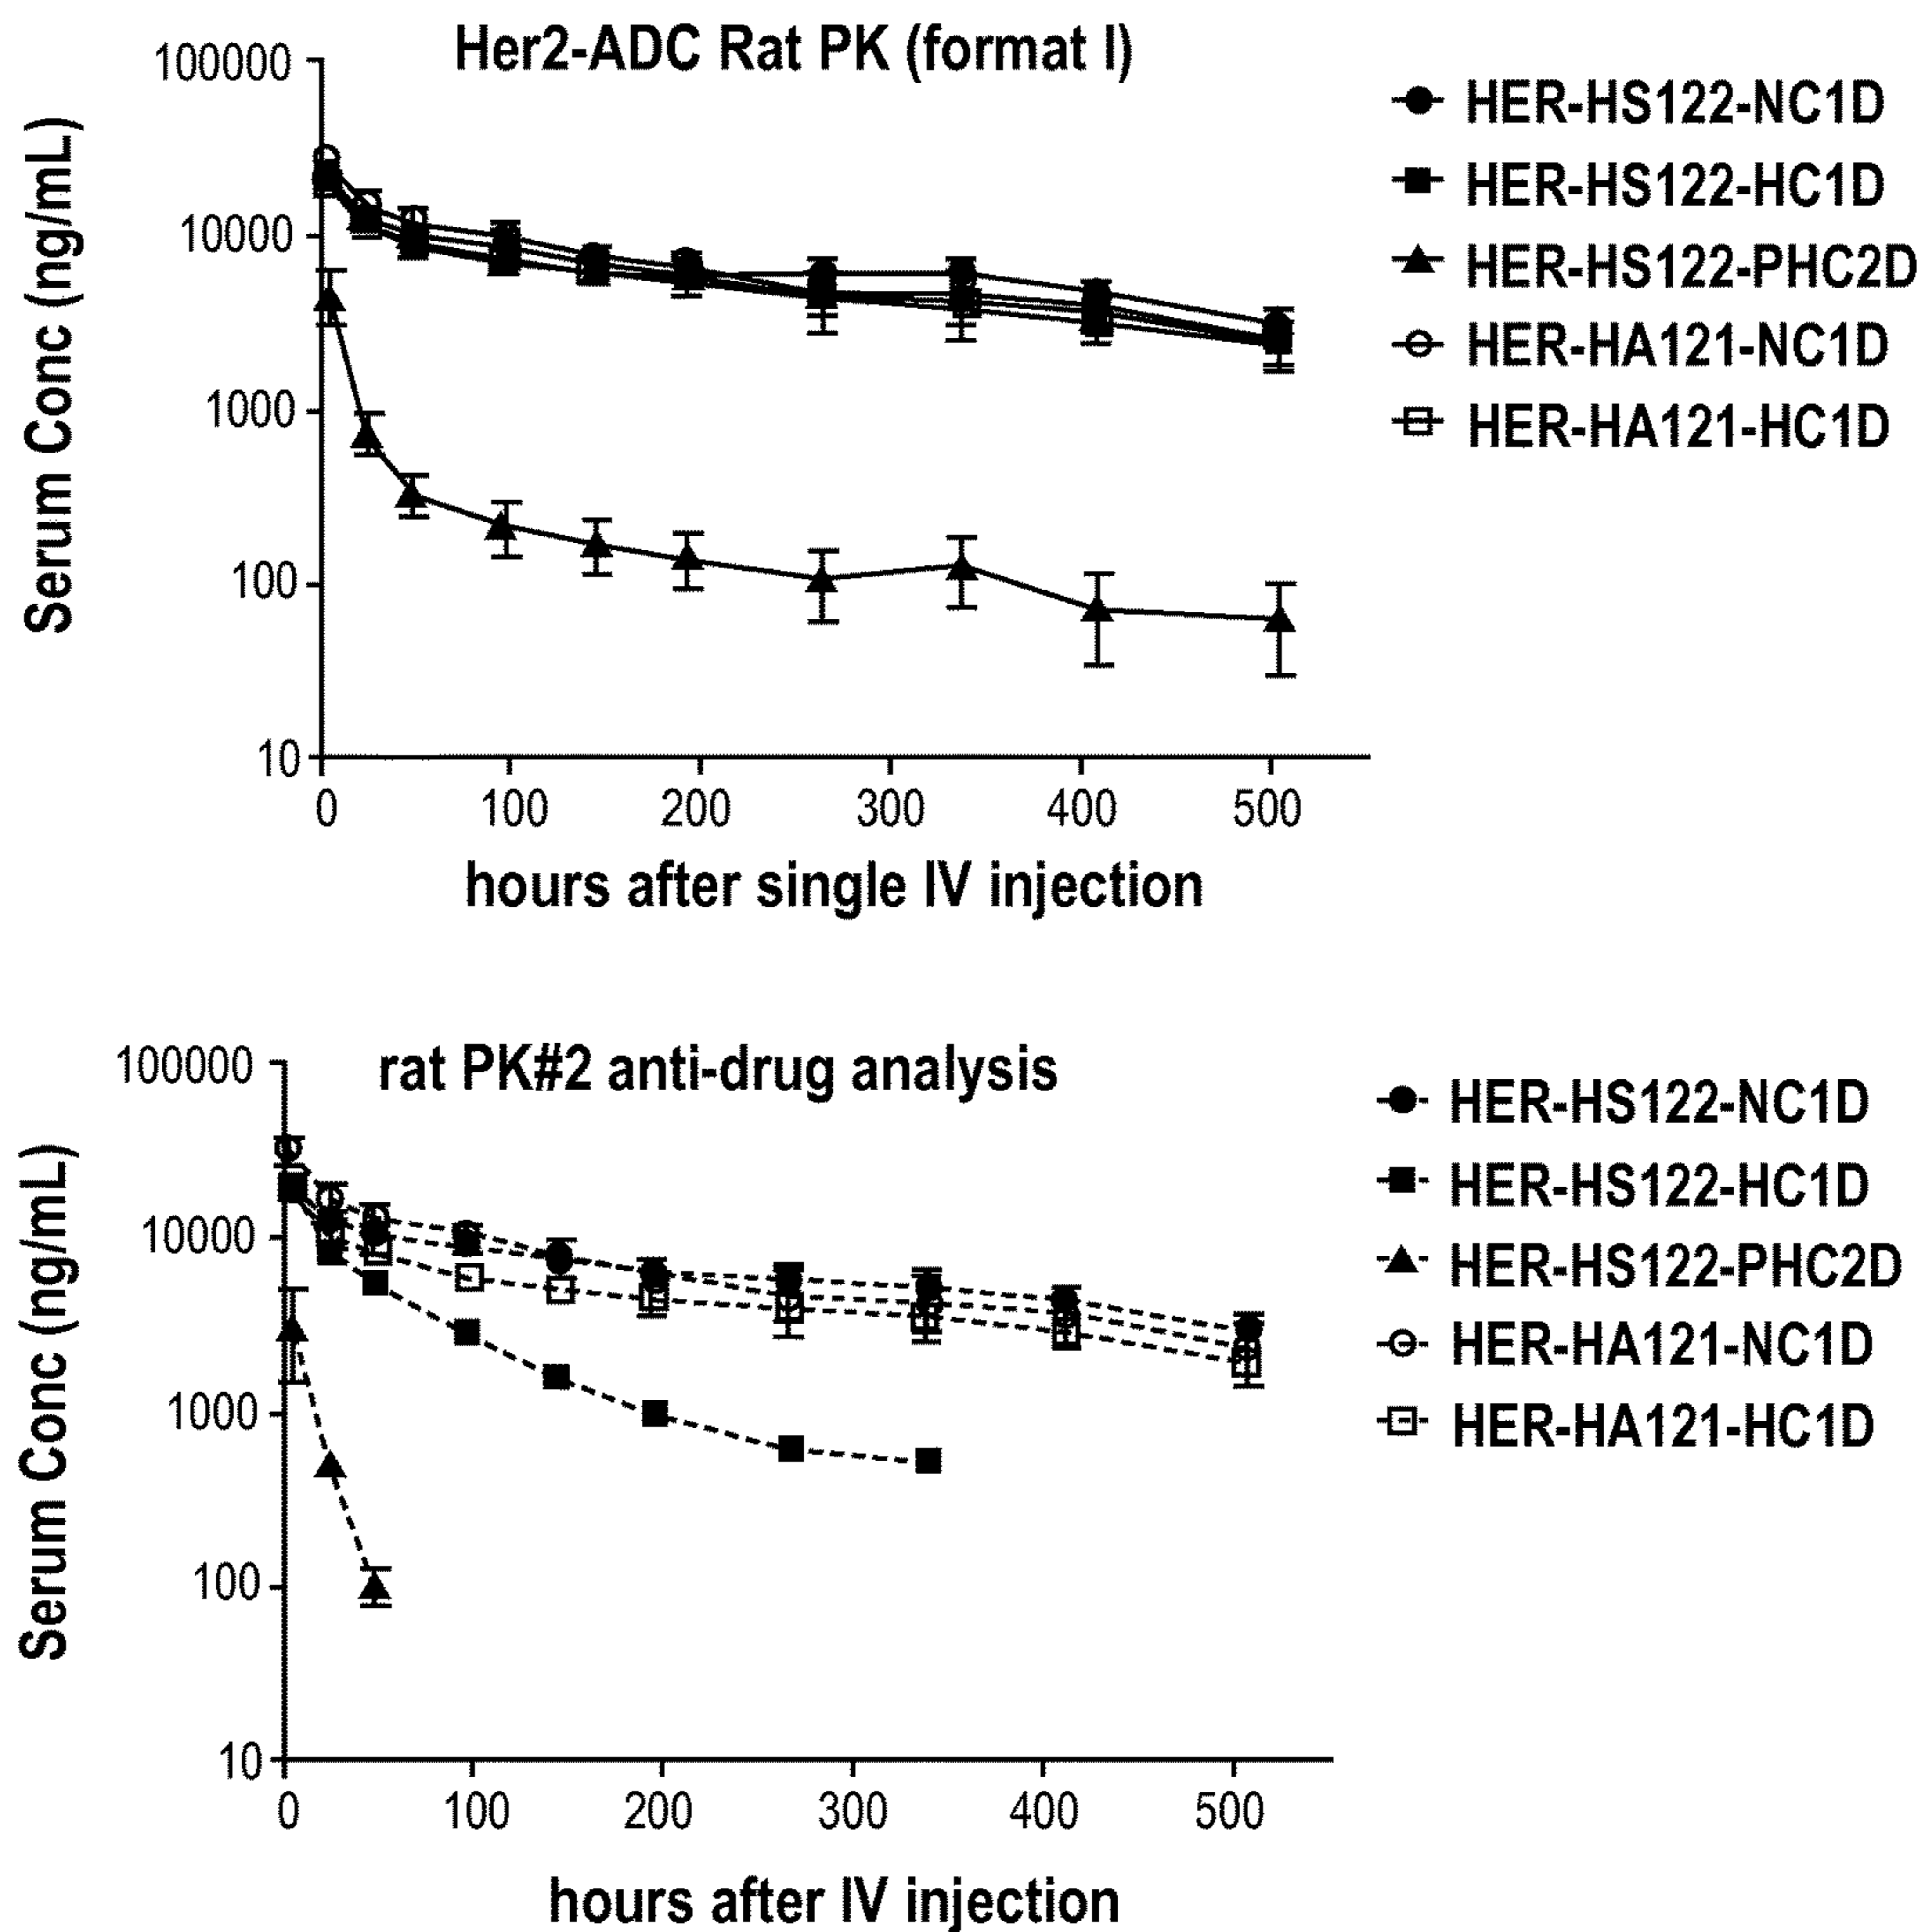 Her2-ADC Rat PK (format I)
Serum Conc (ng/mL)
100000
10000
1000
100
10
0 100 200 300 400 500
hours after single IV injection
HER-HS122-NC1D
HER-HS122-HC1D
HER-HS122-PHC2D
HER-HA121-NC1D
HER-HA121-HC1D
rat PK#2 anti-drug analysis
Serum Conc (ng/mL)
100000
10000
1000
100
10
0 100 200 300 400 500
hours after IV injection
HER-HS122-NC1D
HER-HS122-HC1D
HER-HS122-PHC2D
HER-HA121-NC1D
HER-HA121-HC1D